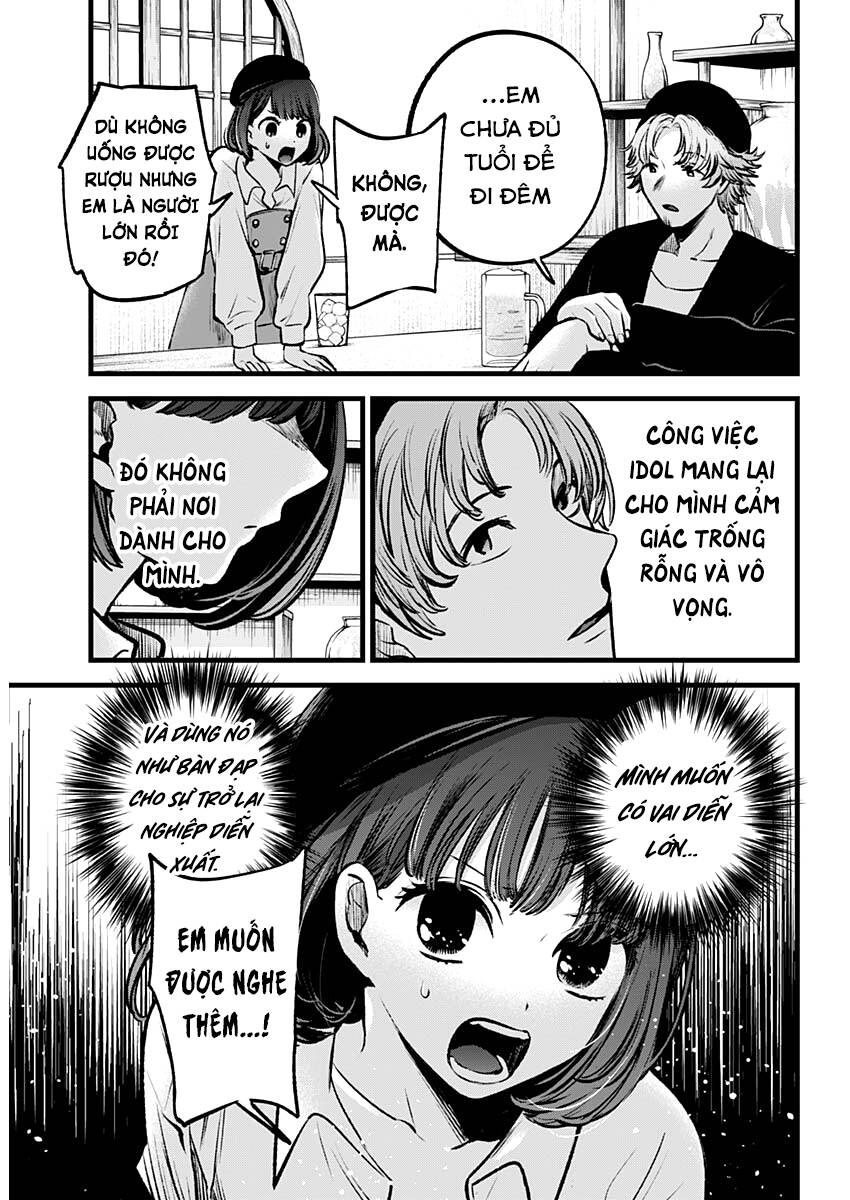 ...EM
CHƯA ĐỦ
TUỔI ĐỂ
ĐI ĐÊM
KHÔNG,
ĐƯỢC
MÀ.
DÙ KHÔNG
UỐNG ĐƯỢC
RƯỢU NHƯNG
EM LÀ NGƯỜI
LỚN RỒI
ĐÓ!
CÔNG VIỆC
IDOL MANG LẠI
CHO MÌNH CẢM
GIÁC TRỐNG
RỖNG VÀ VÔ
VỌNG.
ĐÓ KHÔNG
PHẢI NƠI
DÀNH CHO
MÌNH.
MÌNH MUỐN
CÓ VAI DIỄN
LỚN...
VÀ DÙNG NÓ
NHƯ BÀN ĐẠP
CHO SỰ TRỞ LẠI
NGHIỆP DIỄN
XUẤT.
EM MUỐN
ĐƯỢC NGHE
THÊM...!